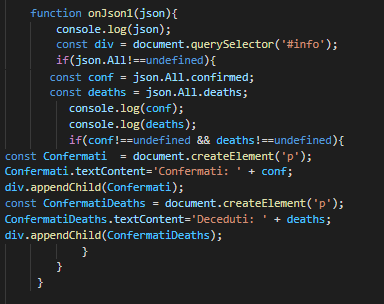 function onJson1(json){
console.log(json);
const div = document.querySelector('#info');
if(json.All!==undefined){
const conf = json.All.confirmed;
const deaths = json.All.deaths;
console.log(conf);
console.log(deaths);
if(conf!==undefined && deaths!==undefined){
const Confermati  = document.createElement('p');
Confermati.textContent='Confermati: ' + conf;
div.appendChild(Confermati);
const ConfermatiDeaths = document.createElement('p');
ConfermatiDeaths.textContent='Deceduti: ' + deaths;
div.appendChild(ConfermatiDeaths);
}
}
}